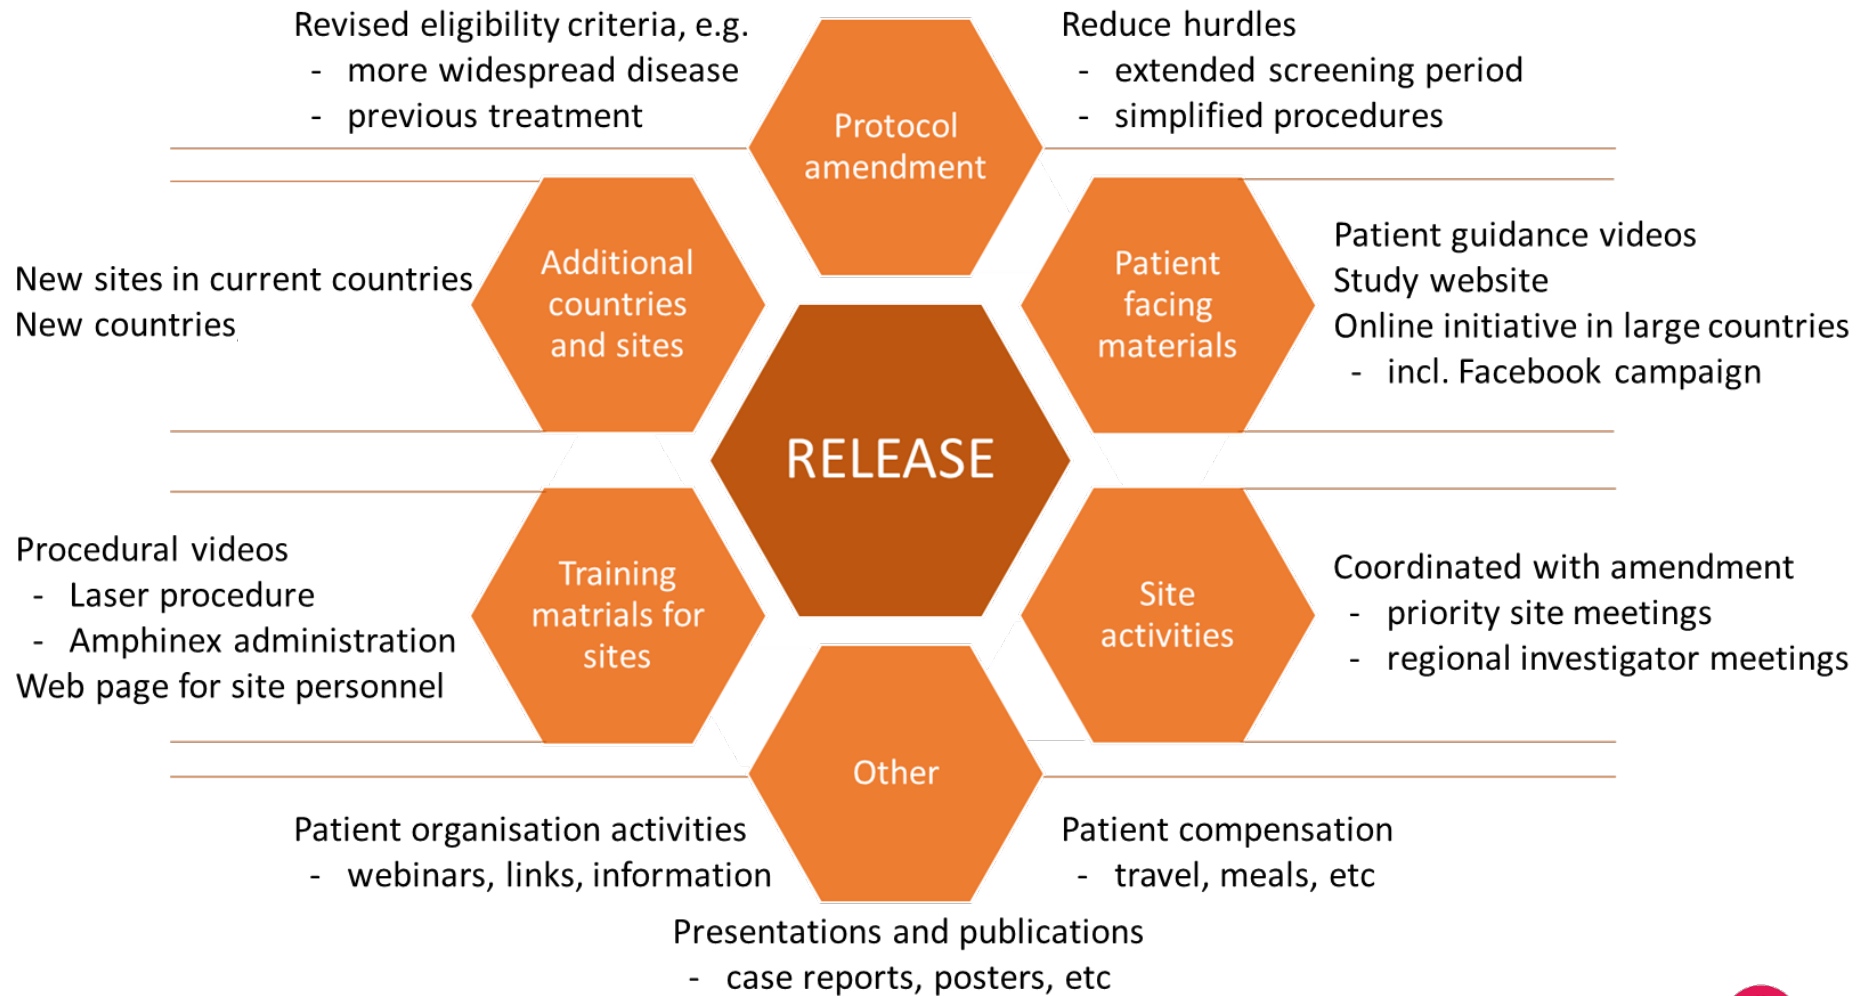 Revised eligibility criteria, e.g.
- more widespread disease
- previous treatment
Protocol
amendment
Reduce hurdles
- extended screening period
- simplified procedures
New sites in current countries
New countries
Additional
countries
and sites
Patient
facing
materials
Patient guidance videos
Study website
Online initiative in large countries
- incl. Facebook campaign
RELEASE
Procedural videos
- Laser procedure
- Amphinex administration
Web page for site personnel
Training
matrials for
sites
Site
activities
Coordinated with amendment
- priority site meetings
- regional investigator meetings
Other
Patient organisation activities
- webinars, links, information
Patient compensation
- travel, meals, etc
Presentations and publications
- case reports, posters, etc